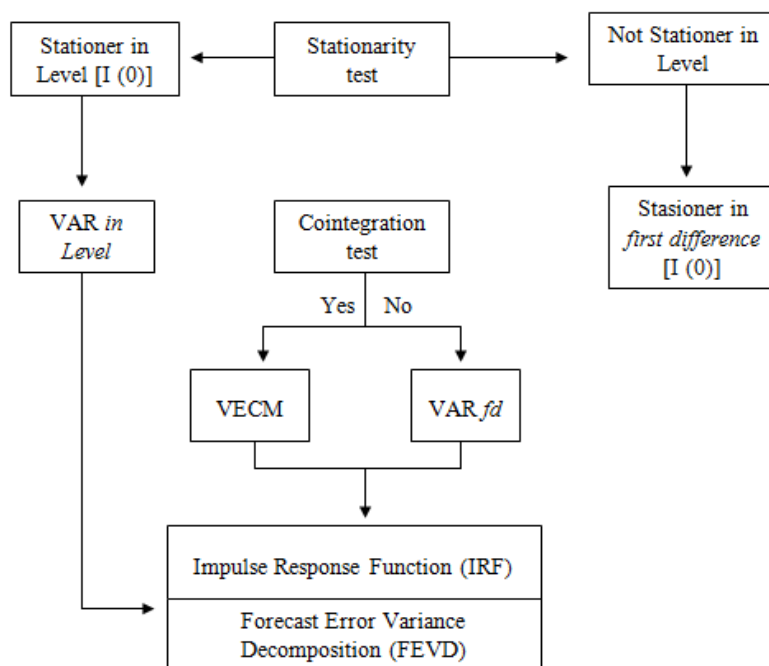 Stationer in
Level [I (0)]
Stationarity
test
Not Stationer in
Level
VAR in
Level
Cointegration
test
Stasioner in
first difference
[I (0)]
Yes
No
VECM
VAR fd
Impulse Response Function (IRF)
Forecast Error Variance
Decomposition (FEVD)